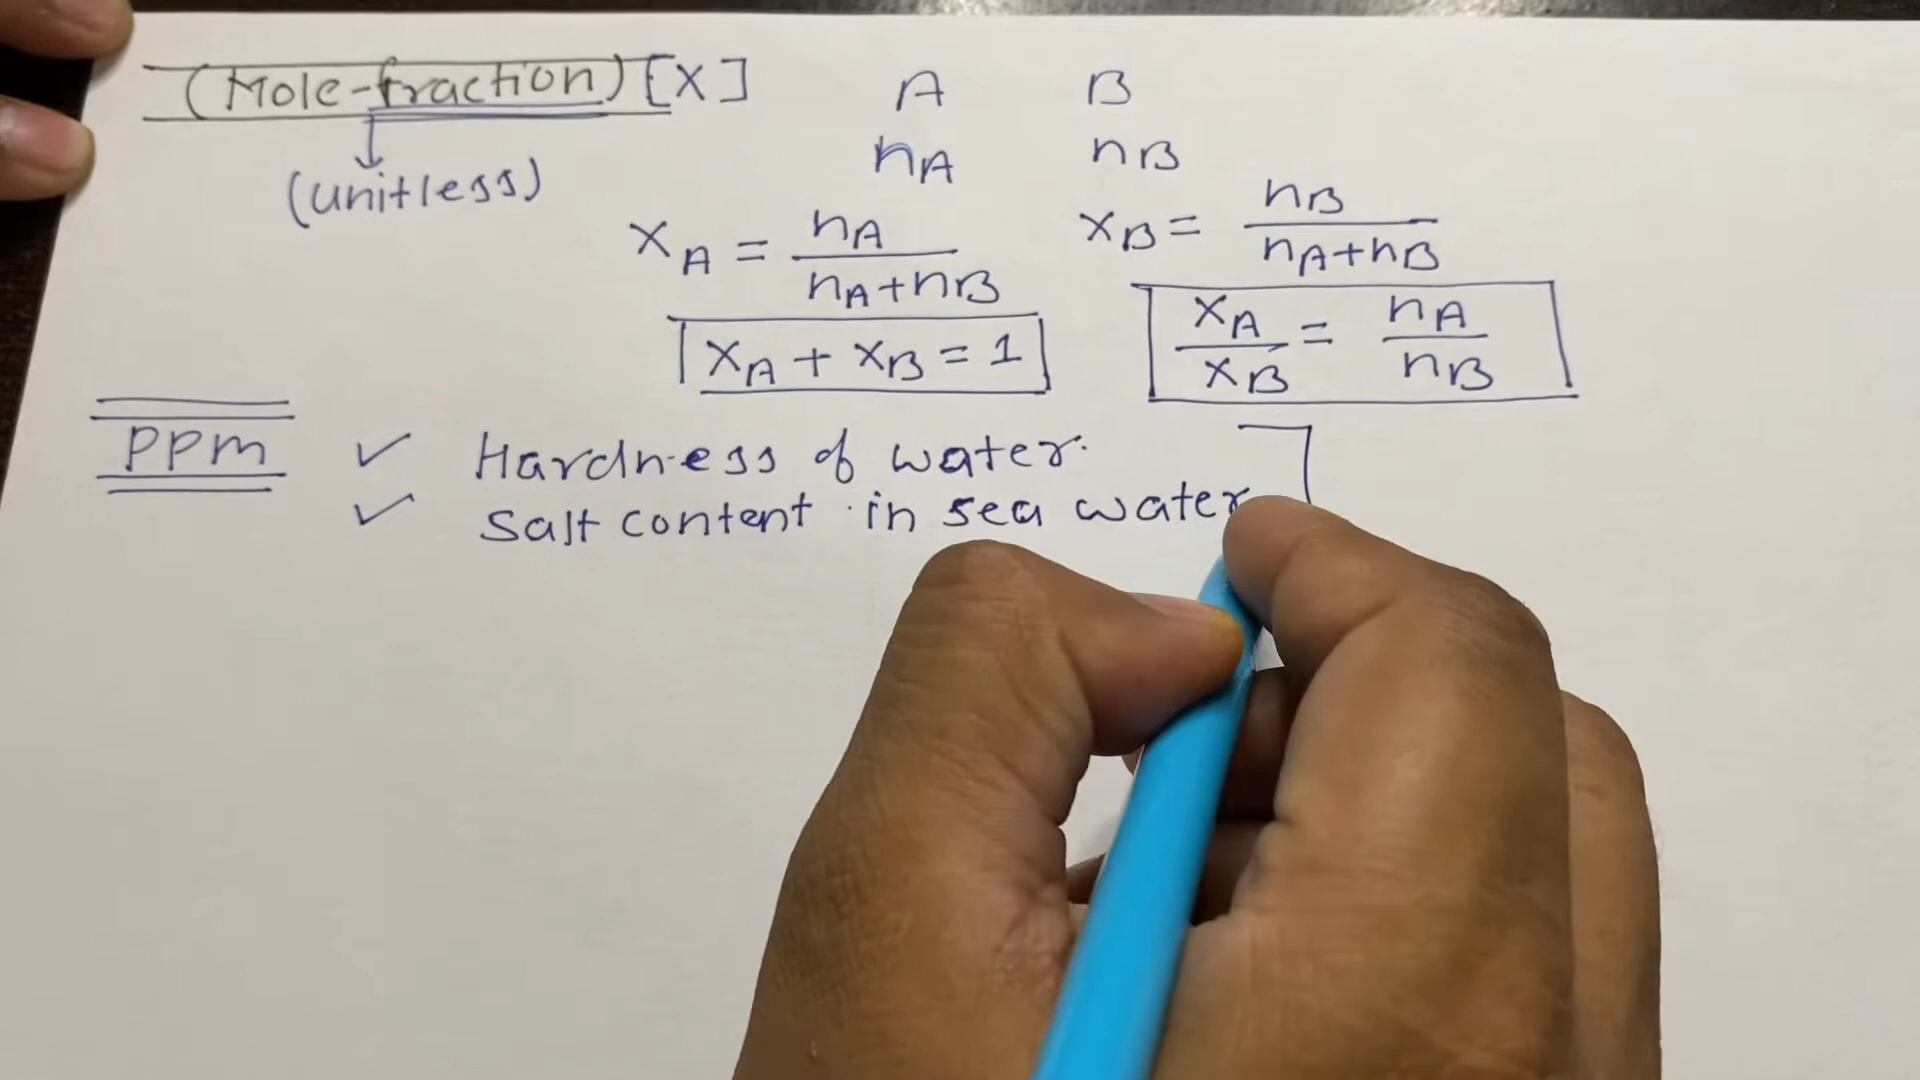 (Mole-fraction) [X] A B
(unitless) nA nB
xA = nA / nA+nB xB = nB / nA+nB
xA + xB = 1 xA / xB = nA / nB
PPm ✓ Hardness of water.
✓ Salt content in sea water